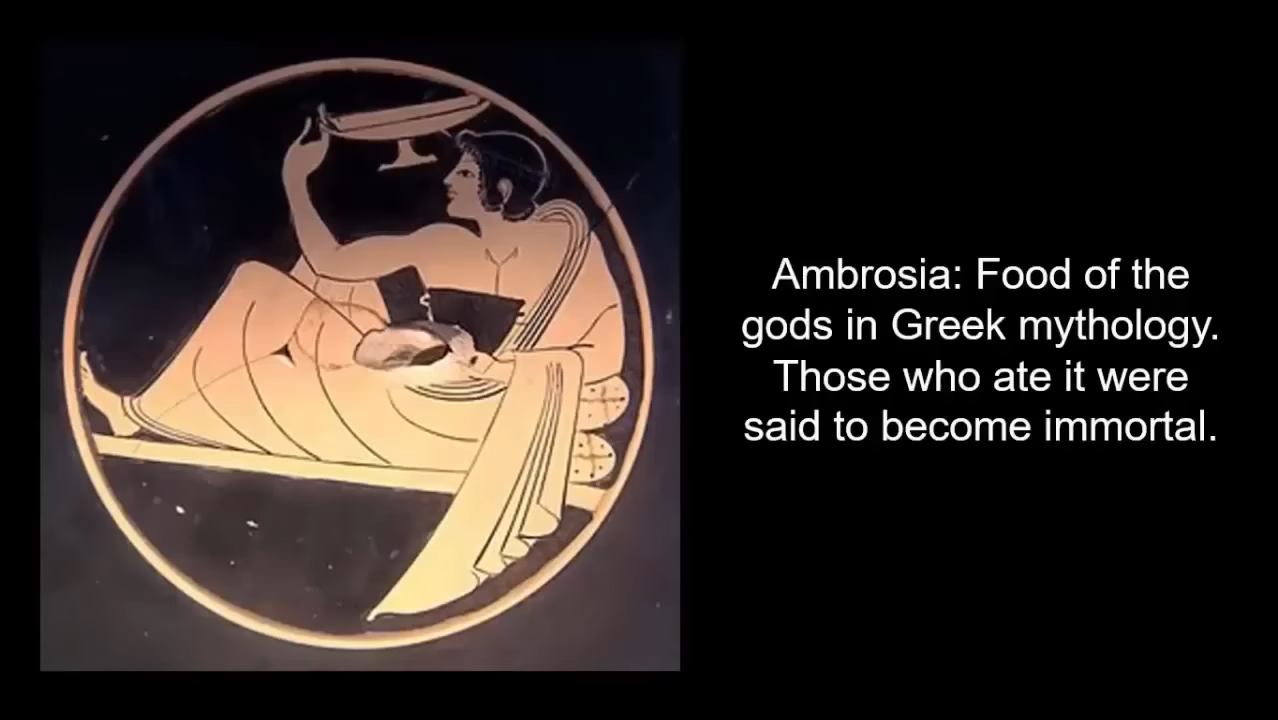 Ambrosia: Food of the
gods in Greek mythology.
Those who ate it were
said to become immortal.